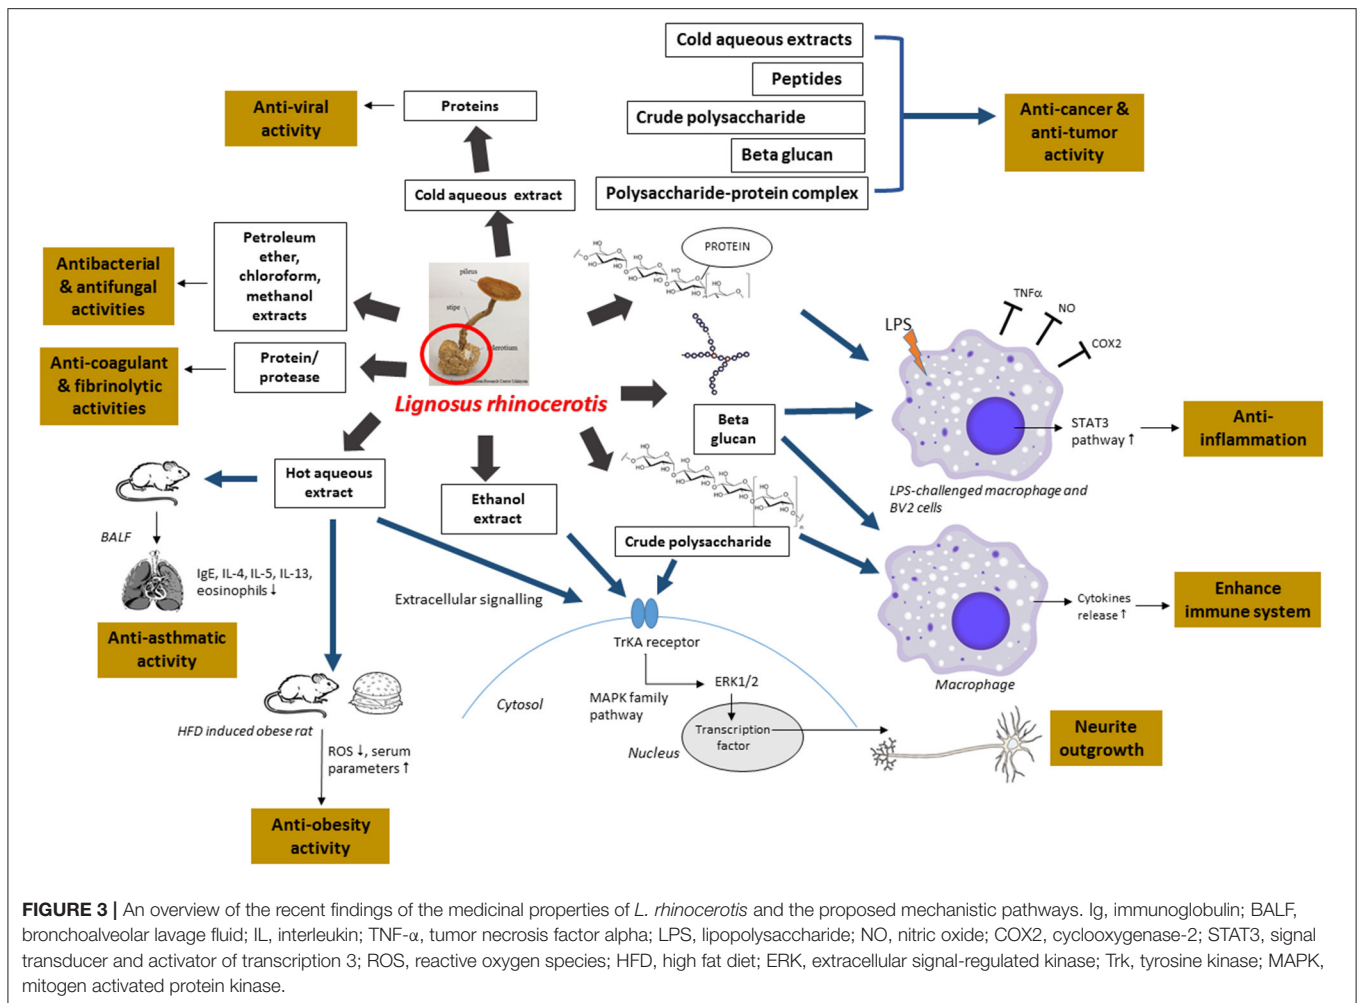 Cold aqueous extracts
Peptides
Crude polysaccharide
Beta glucan
Polysaccharide-protein complex
Anti-cancer &
anti-tumor
activity
Anti-viral
activity
Proteins
Cold aqueous extract
Petroleum
ether,
chloroform,
methanol
extracts
Antibacterial
& antifungal
activities
Protein/
protease
Anti-coagulant
& fibrinolytic
activities
pileus
stipe
Lignosus rhinocerotis
PROTEIN
HO
OH
n
Beta
glucan
Crude polysaccharide
LPS
TNFα
NO
COX2
STAT3
pathway ↑
Anti-
inflammation
LPS-challenged macrophage and
BV2 cells
Hot aqueous
extract
Ethanol
extract
BALF
IgE, IL-4, IL-5, IL-13,
eosinophils ↓
Anti-asthmatic
activity
Extracellular signalling
TrKA receptor
MAPK family
pathway
ERK1/2
Cytosol
Transcription
factor
Nucleus
Cytokines
release ↑
Enhance
immune system
Macrophage
Neurite
outgrowth
HFD induced obese rat
ROS ↓, serum
parameters ↑
Anti-obesity
activity
FIGURE 3 | An overview of the recent findings of the medicinal properties of L. rhinocerotis and the proposed mechanistic pathways. Ig, immunoglobulin; BALF,
bronchoalveolar lavage fluid; IL, interleukin; TNF-α, tumor necrosis factor alpha; LPS, lipopolysaccharide; NO, nitric oxide; COX2, cyclooxygenase-2; STAT3, signal
transducer and activator of transcription 3; ROS, reactive oxygen species; HFD, high fat diet; ERK, extracellular signal-regulated kinase; Trk, tyrosine kinase; MAPK,
mitogen activated protein kinase.